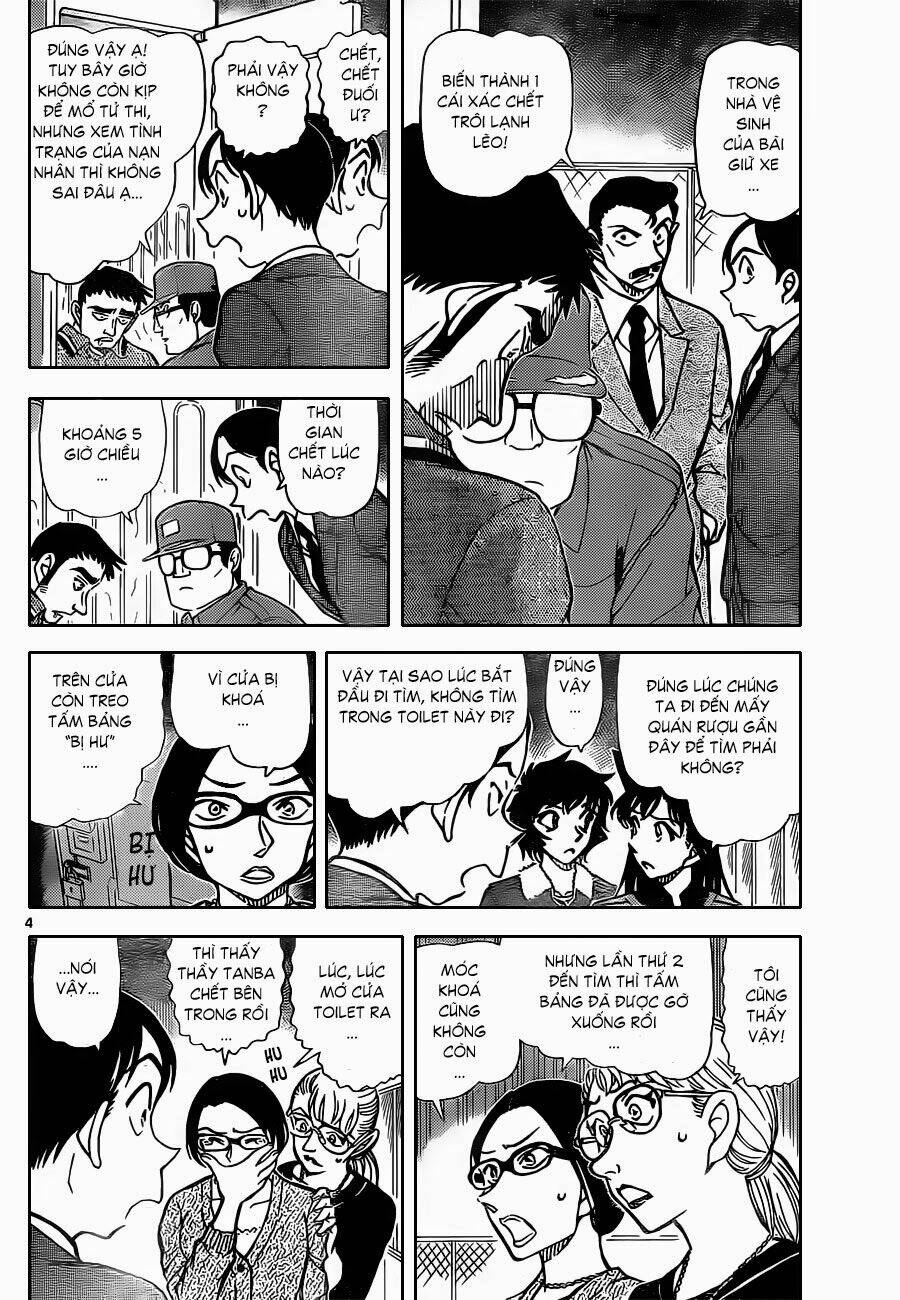 TRONG
NHÀ VỆ
SINH
CỦA BÃI
GIỮ XE
...
BIẾN THÀNH 1
CÁI XÁC CHẾT
TRÔI LẠNH
LẼO!
CHẾT,
CHẾT
ĐUỐI
Ư?
PHẢI VẬY
KHÔNG
?
ĐÚNG VẬY Ạ!
TUY BÂY GIỜ
KHÔNG CÒN KỊP
ĐỂ MỔ TỬ THI,
NHƯNG XEM TÌNH
TRẠNG CỦA NẠN
NHÂN THÌ KHÔNG
SAI ĐÂU Ạ...
THỜI
GIAN
CHẾT LÚC
NÀO?
KHOẢNG 5
GIỜ CHIỀU
...
ĐÚNG LÚC CHÚNG
TA ĐI ĐẾN MẤY
QUÁN RƯỢU GẦN
ĐÂY ĐỂ TÌM PHẢI
KHÔNG?
ĐÚNG
VẬY
...
VẬY TẠI SAO LÚC BẮT
ĐẦU ĐI TÌM, KHÔNG TÌM
TRONG TOILET NÀY ĐI?
VÌ CỬA BỊ
KHOÁ
...
TRÊN CỬA
CÒN TREO
TẤM BẢNG
"BỊ HƯ"
....
BỊ
HƯ
4
TÔI
CŨNG
THẤY
VẬY!
NHƯNG LẦN THỨ 2
ĐẾN TÌM THÌ TẤM
BẢNG ĐÃ ĐƯỢC GỠ
XUỐNG RỒI
...
MÓC
KHOÁ
CŨNG
KHÔNG
CÒN
...
LÚC, LÚC
MỞ CỬA
TOILET RA
...
THÌ THẤY
THẦY TANBA
CHẾT BÊN
TRONG RỒI
...
HU
HU
...NÓI
VẬY...